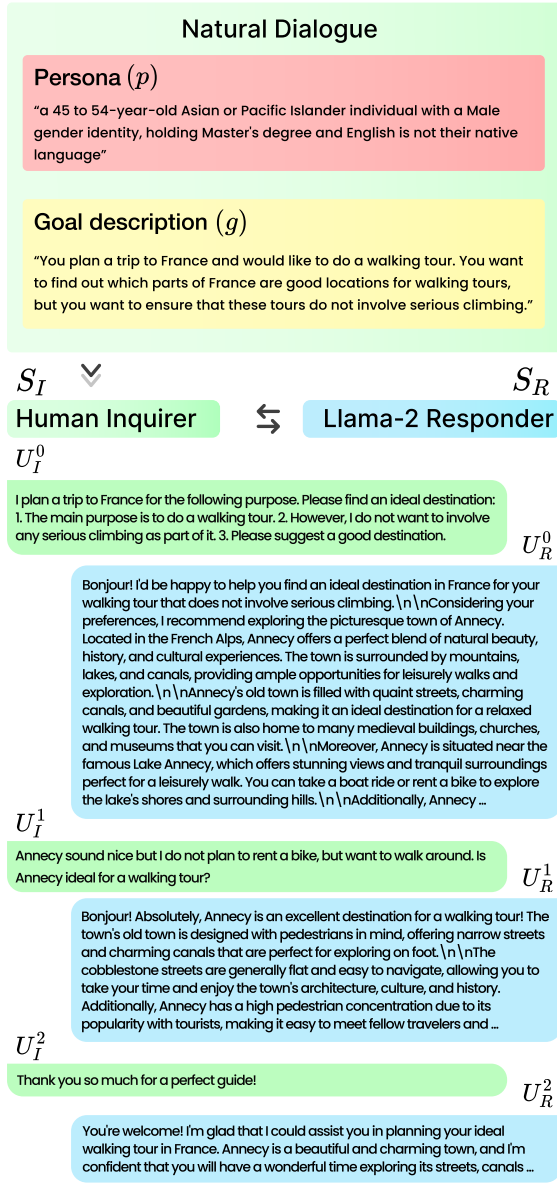 Natural Dialogue
Persona (p)
“a 45 to 54-year-old Asian or Pacific Islander individual with a Male
gender identity, holding Master's degree and English is not their native
language”
Goal description (g)
“You plan a trip to France and would like to do a walking tour. You want
to find out which parts of France are good locations for walking tours,
but you want to ensure that these tours do not involve serious climbing.”
S_I
S_R
Human Inquirer
Llama-2 Responder
U_I^0
I plan a trip to France for the following purpose. Please find an ideal destination:
1. The main purpose is to do a walking tour. 2. However, I do not want to involve
any serious climbing as part of it. 3. Please suggest a good destination.
U_R^0
Bonjour! I'd be happy to help you find an ideal destination in France for your
walking tour that does not involve serious climbing.\n\nConsidering your
preferences, I recommend exploring the picturesque town of Annecy.
Located in the French Alps, Annecy offers a perfect blend of natural beauty,
history, and cultural experiences. The town is surrounded by mountains,
lakes, and canals, providing ample opportunities for leisurely walks and
exploration.\n\nAnnecy's old town is filled with quaint streets, charming
canals, and beautiful gardens, making it an ideal destination for a relaxed
walking tour. The town is also home to many medieval buildings, churches,
and museums that you can visit.\n\nMoreover, Annecy is situated near the
famous Lake Annecy, which offers stunning views and tranquil surroundings
perfect for a leisurely walk. You can take a boat ride or rent a bike to explore
the lake's shores and surrounding hills.\n\nAdditionally, Annecy ...
U_I^1
Annecy sound nice but I do not plan to rent a bike, but want to walk around. Is
Annecy ideal for a walking tour?
U_R^1
Bonjour! Absolutely, Annecy is an excellent destination for a walking tour! The
town's old town is designed with pedestrians in mind, offering narrow streets
and charming canals that are perfect for exploring on foot.\n\nThe
cobblestone streets are generally flat and easy to navigate, allowing you to
take your time and enjoy the town's architecture, culture, and history.
Additionally, Annecy has a high pedestrian concentration due to its
popularity with tourists, making it easy to meet fellow travelers and ...
U_I^2
Thank you so much for a perfect guide!
U_R^2
You're welcome! I'm glad that I could assist you in planning your ideal
walking tour in France. Annecy is a beautiful and charming town, and I'm
confident that you will have a wonderful time exploring its streets, canals ...